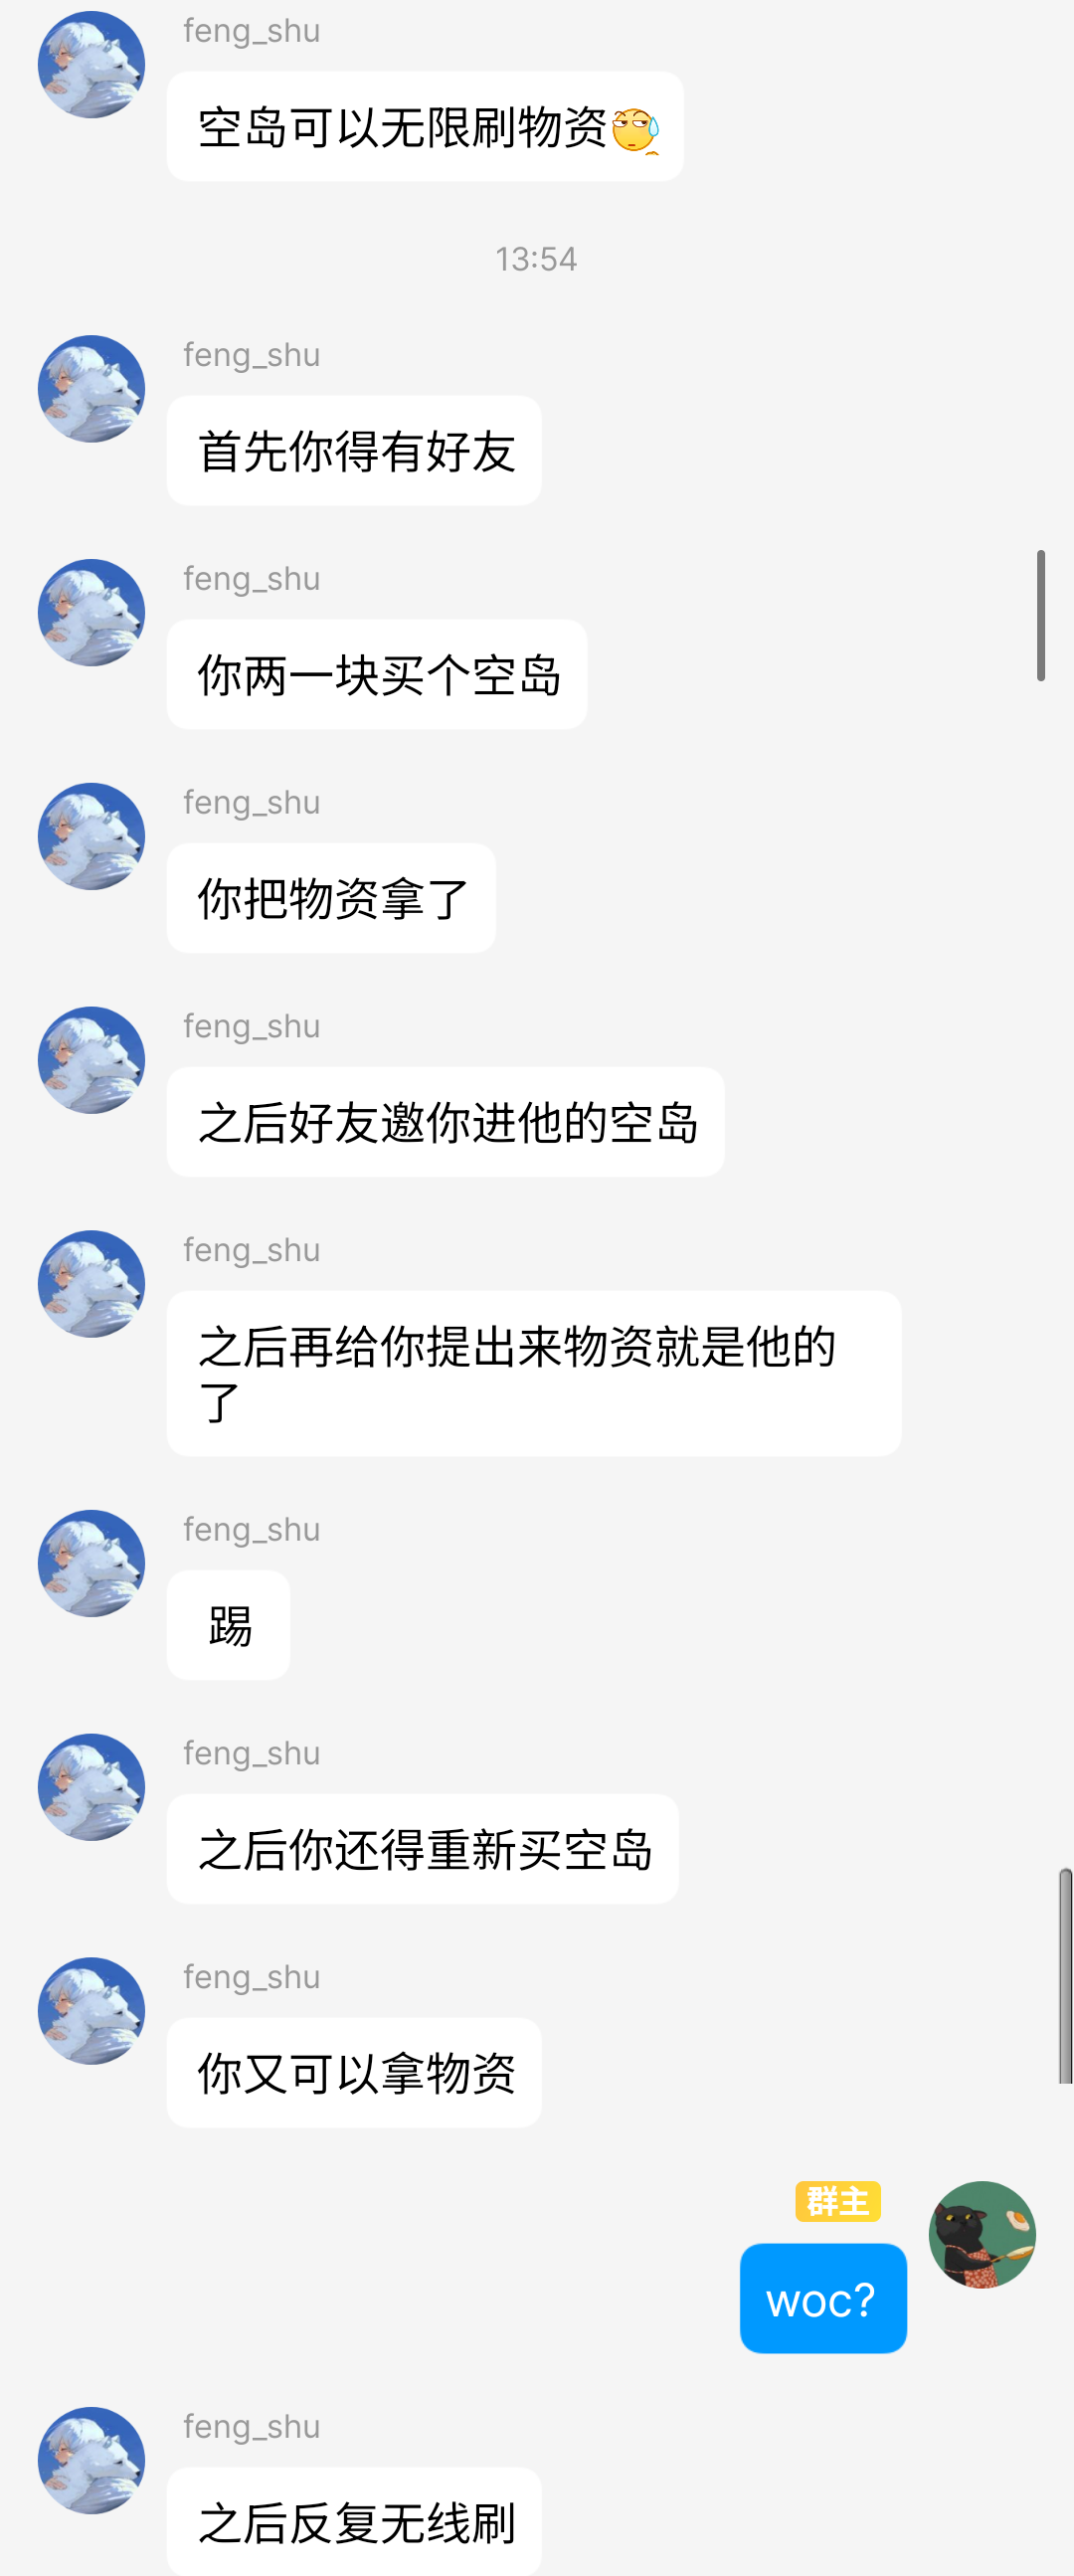 feng_shu
空岛可以无限刷物资
13:54
feng_shu
首先你得有好友
feng_shu
你两一块买个空岛
feng_shu
你把物资拿了
feng_shu
之后好友邀你进他的空岛
feng_shu
之后再给你提出来物资就是他的
了
feng_shu
踢
feng_shu
之后你还得重新买空岛
feng_shu
你又可以拿物资
群主
woc?
feng_shu
之后反复无线刷